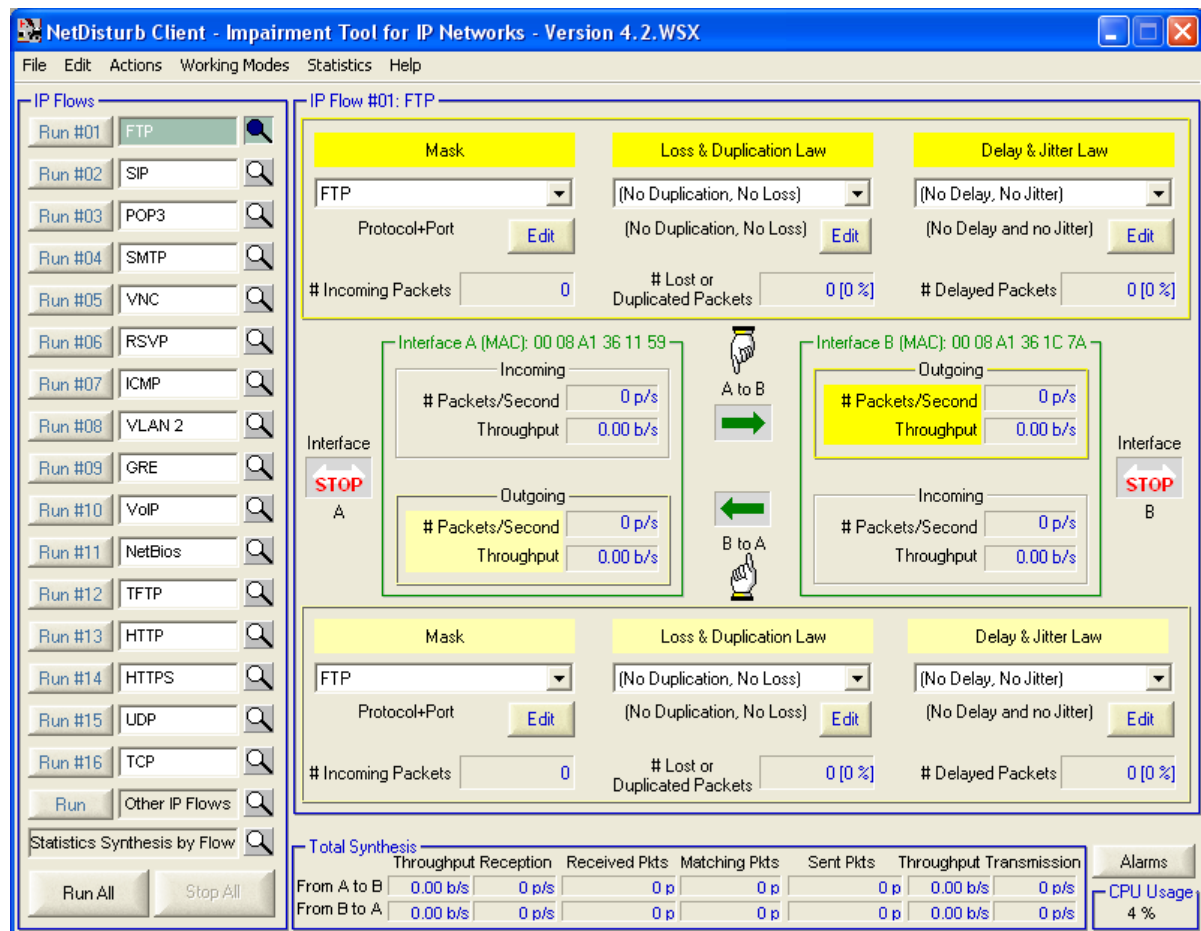 NetDisturb Client - Impairment Tool for IP Networks - Version 4.2.WSX
File Edit Actions Working Modes Statistics Help
IP Flows
Run #01 FTP
Run #02 SIP
Run #03 POP3
Run #04 SMTP
Run #05 VNC
Run #06 RSVP
Run #07 ICMP
Run #08 VLAN 2
Run #09 GRE
Run #10 VoIP
Run #11 NetBios
Run #12 TFTP
Run #13 HTTP
Run #14 HTTPS
Run #15 UDP
Run #16 TCP
Run Other IP Flows
Statistics Synthesis by Flow
Run All Stop All
IP Flow #01: FTP
Mask Loss & Duplication Law Delay & Jitter Law
FTP (No Duplication, No Loss) (No Delay, No Jitter)
Protocol+Port Edit (No Duplication, No Loss) Edit (No Delay and no Jitter) Edit
# Incoming Packets 0 # Lost or Duplicated Packets 0 [0 %] # Delayed Packets 0 [0 %]
Interface A (MAC): 00 08 A1 36 11 59
Incoming
# Packets/Second 0 p/s
Throughput 0.00 b/s
Interface
STOP
A
Outgoing
# Packets/Second 0 p/s
Throughput 0.00 b/s
A to B
B to A
Interface B (MAC): 00 08 A1 36 1C 7A
Outgoing
# Packets/Second 0 p/s
Throughput 0.00 b/s
Interface
STOP
B
Incoming
# Packets/Second 0 p/s
Throughput 0.00 b/s
Mask Loss & Duplication Law Delay & Jitter Law
FTP (No Duplication, No Loss) (No Delay, No Jitter)
Protocol+Port Edit (No Duplication, No Loss) Edit (No Delay and no Jitter) Edit
# Incoming Packets 0 # Lost or Duplicated Packets 0 [0 %] # Delayed Packets 0 [0 %]
Total Synthesis
Throughput Reception Received Pkts Matching Pkts Sent Pkts Throughput Transmission
From A to B 0.00 b/s 0 p/s 0 p 0 p 0 p 0.00 b/s 0 p/s
From B to A 0.00 b/s 0 p/s 0 p 0 p 0 p 0.00 b/s 0 p/s
Alarms
CPU Usage
4 %